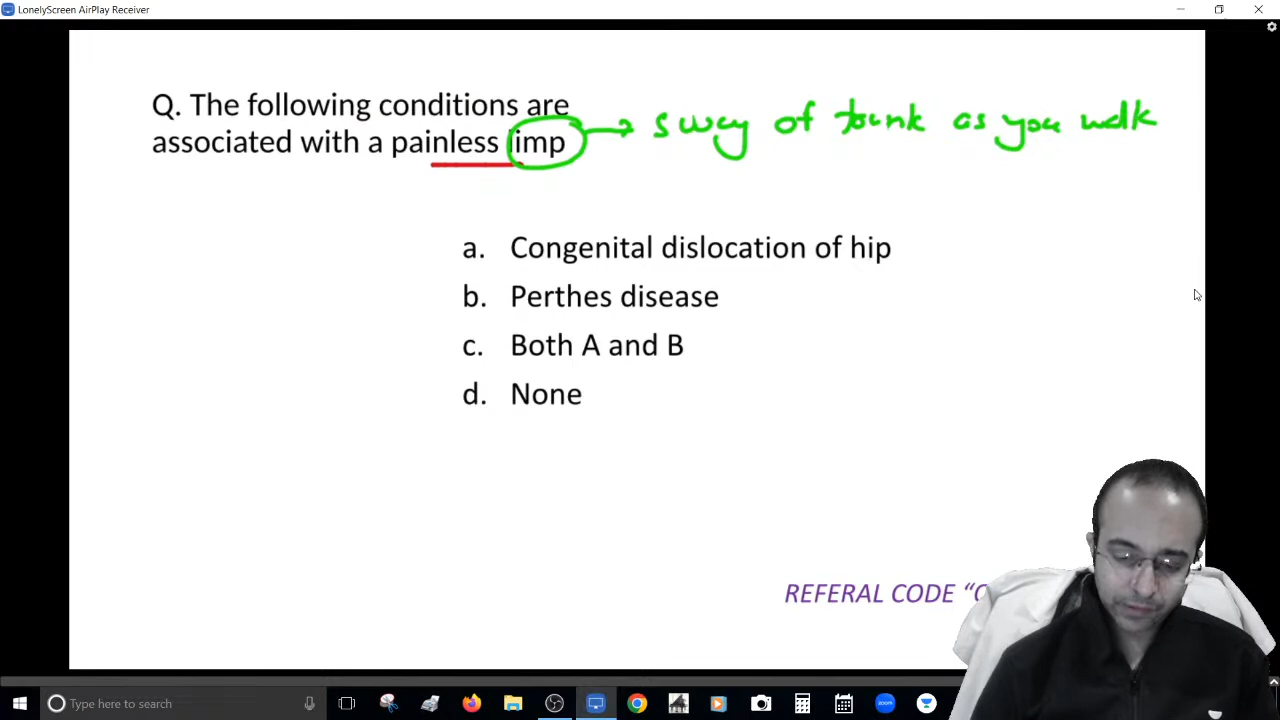 LonelyScreen AirPlay Receiver
Q. The following conditions are
associated with a painless limp
sway of trunk as you walk
a. Congenital dislocation of hip
b. Perthes disease
c. Both A and B
d. None
REFERAL CODE “
Type here to search
zoom